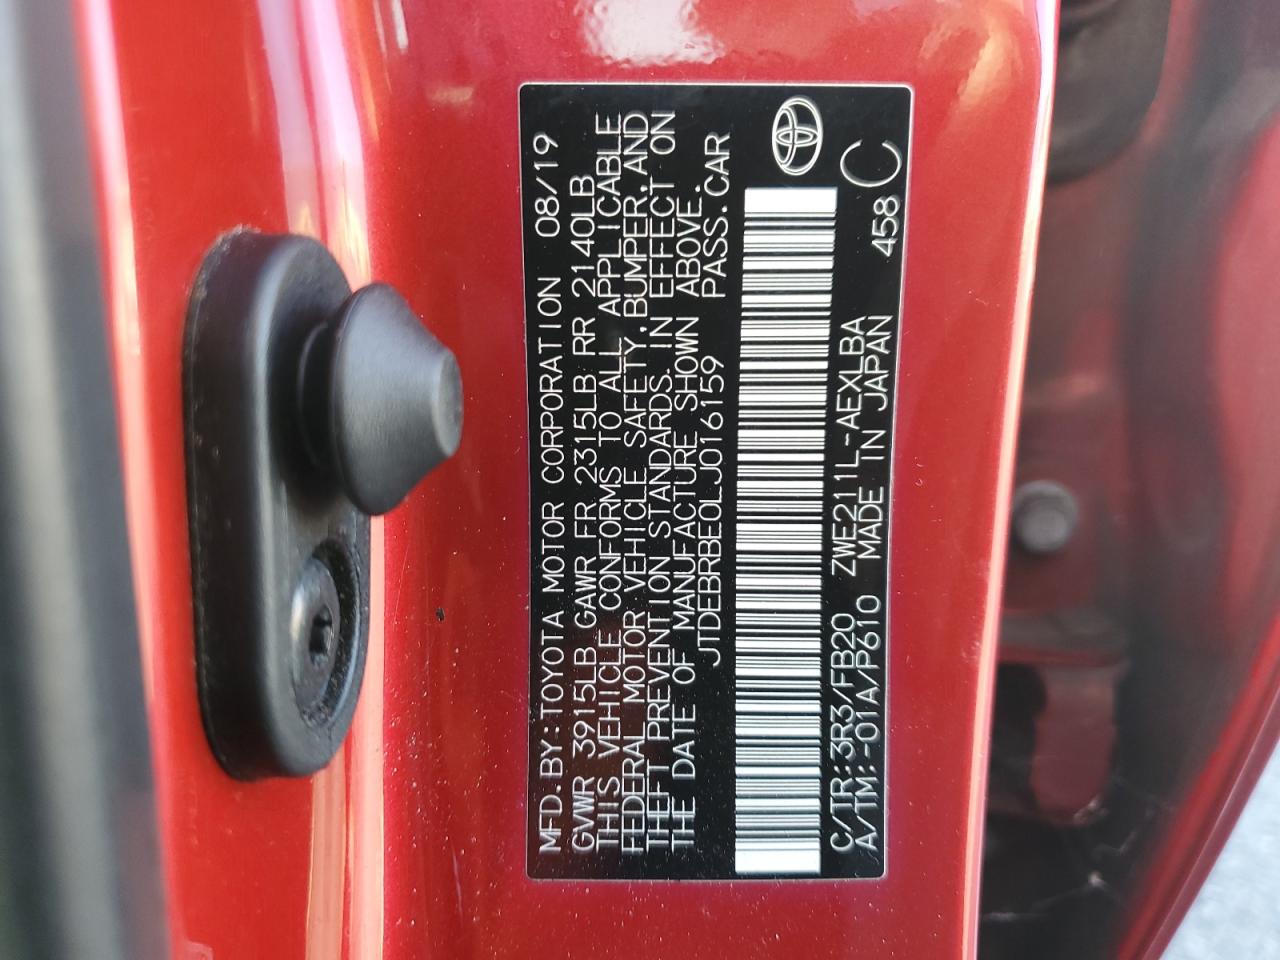 MFD.BY:TOYOTA MOTOR CORPORATION 08/19
GVWR 3915LB GAWR FR 2315LB RR 2140LB
THIS VEHICLE CONFORMS TO ALL APPLICABLE
FEDERAL MOTOR VEHICLE SAFETY,BUMPER,AND
THEFT PREVENTION STANDARDS. IN EFFECT ON
THE DATE OF MANUFACTURE SHOWN ABOVE.
JTDEBRBE0LJ016159 PASS.CAR
C/TR:3R3/FB20 ZWE211L-AEXLBA
A/TM:-01A/P610 MADE IN JAPAN 458 C